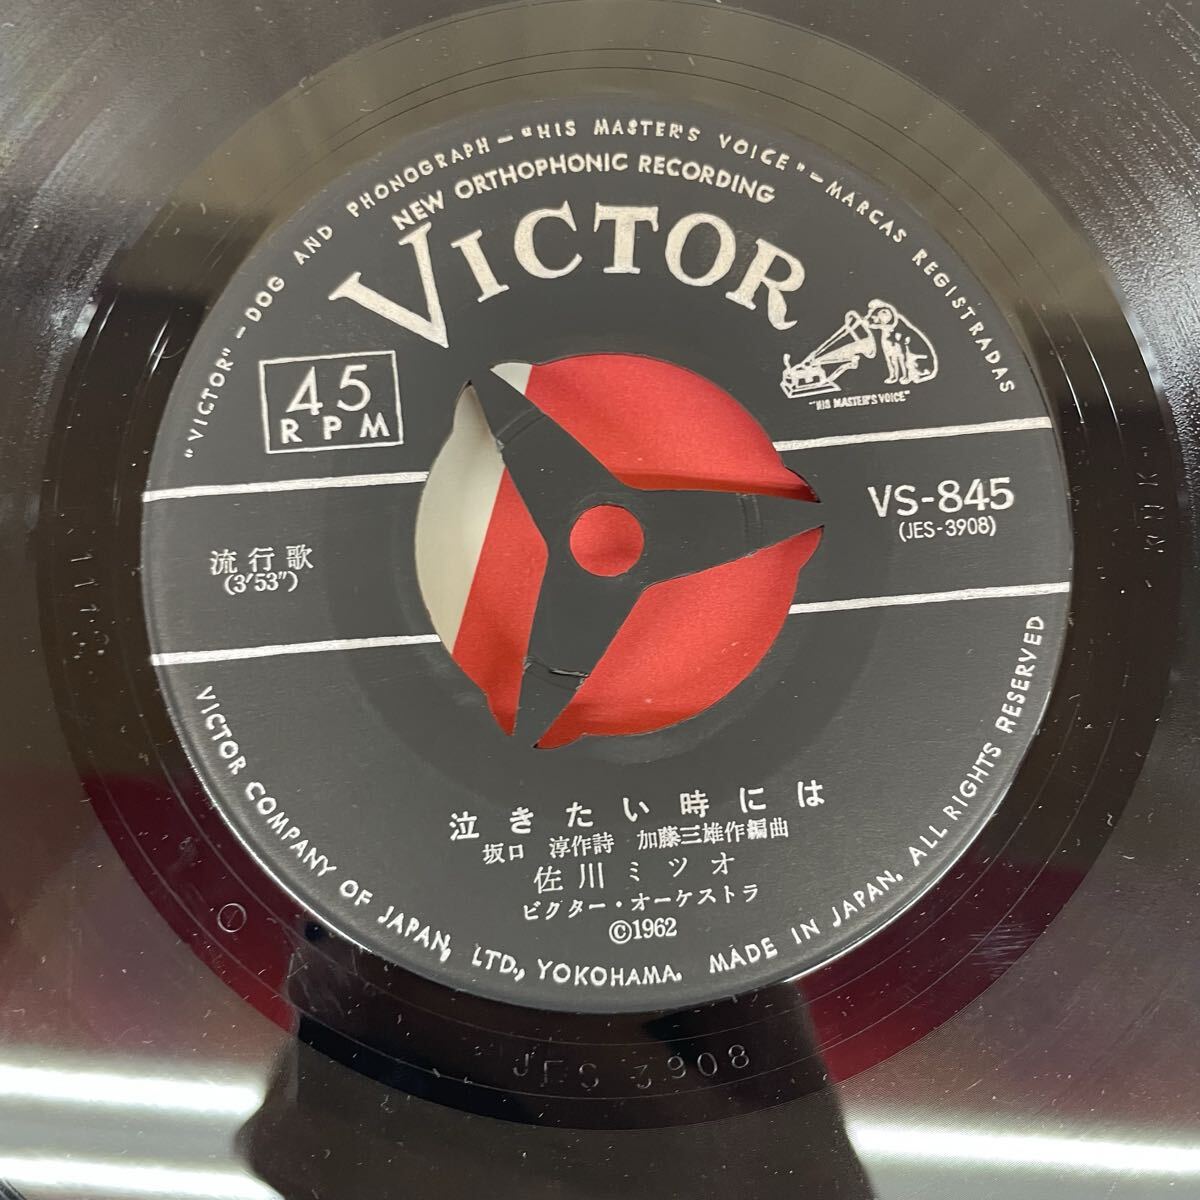 "VICTOR" – DOG AND PHONOGRAPH – "HIS MASTER'S VOICE" – MARCAS REGISTRADAS
NEW ORTHOPHONIC RECORDING
VICTOR
"HIS MASTER'S VOICE"
45
RPM
VS-845
(JES-3908)
流行歌
(3′53″)
泣きたい時には
坂口 淳作詩 加藤三雄作編曲
佐川ミツオ
ビクター・オーケストラ
©1962
VICTOR COMPANY OF JAPAN, LTD., YOKOHAMA. MADE IN JAPAN. ALL RIGHTS RESERVED
JES 3908